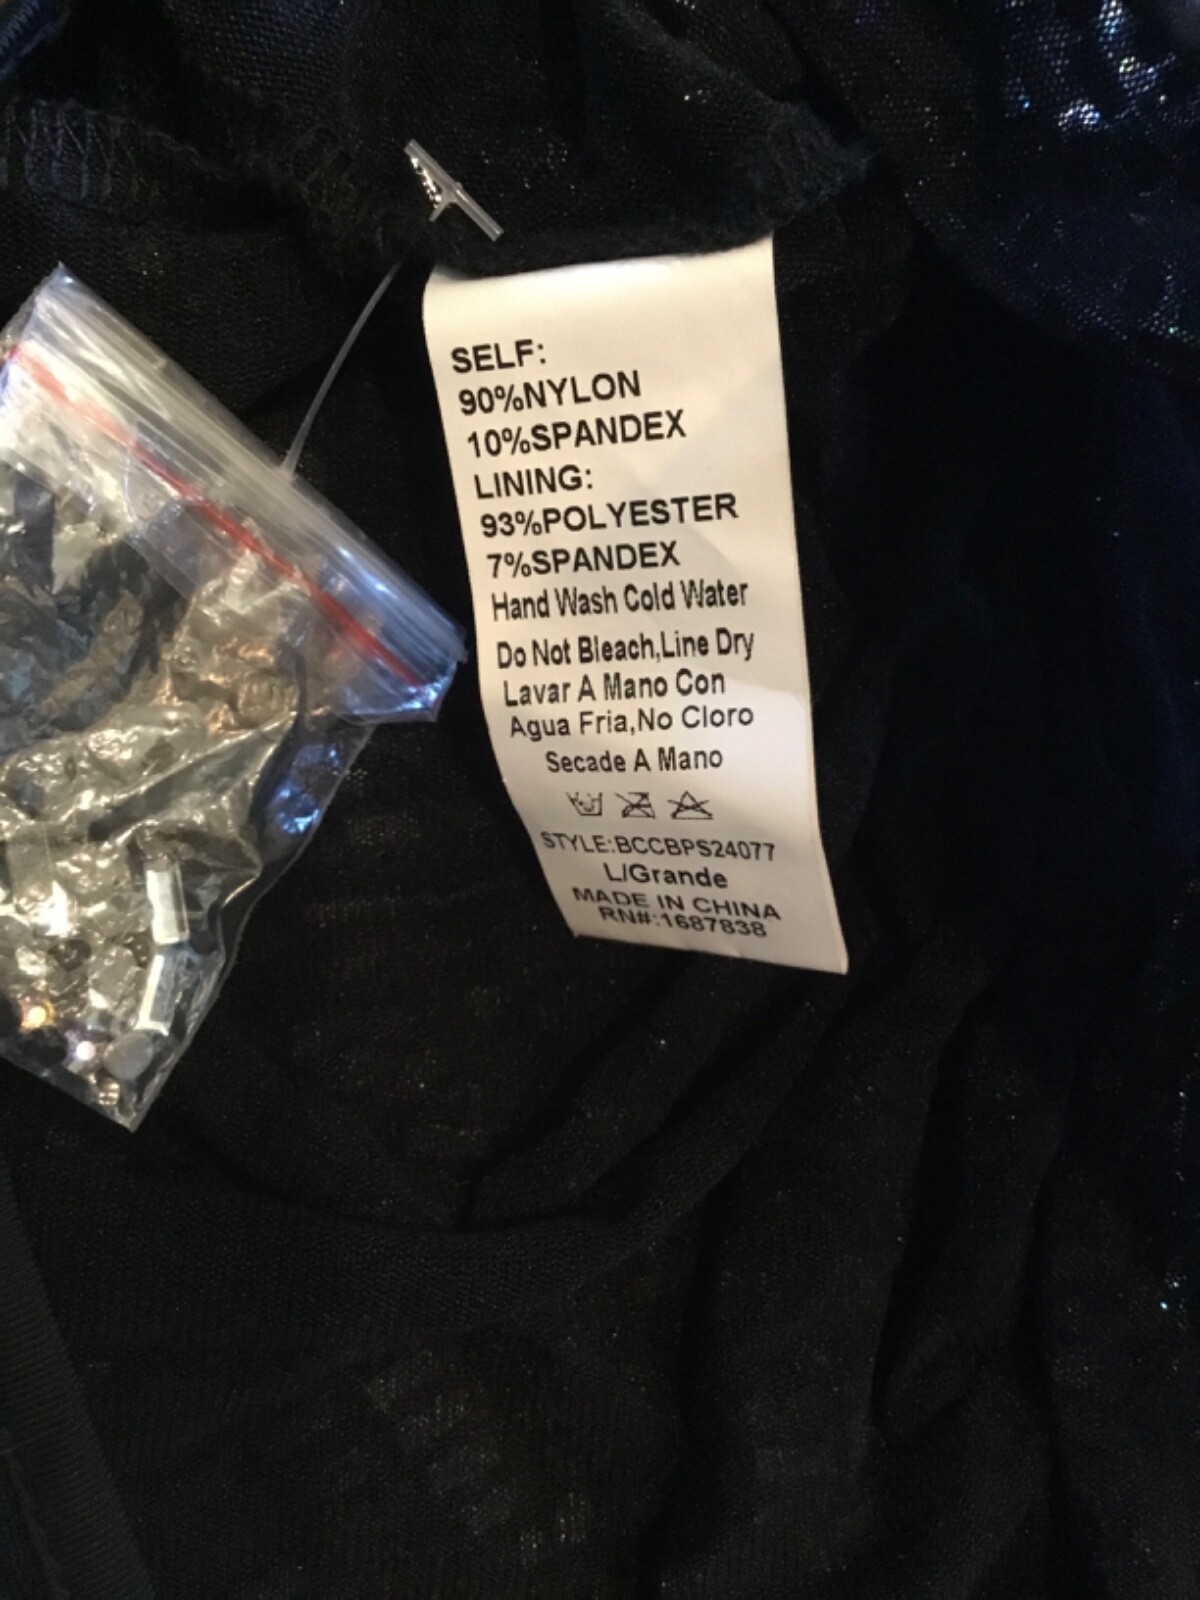 SELF:
90%NYLON
10%SPANDEX
LINING:
93%POLYESTER
7%SPANDEX
Hand Wash Cold Water
Do Not Bleach,Line Dry
Lavar A Mano Con
Agua Fria,No Cloro
Secade A Mano
STYLE:BCCBPS24077
L/Grande
MADE IN CHINA
RN#:1687838